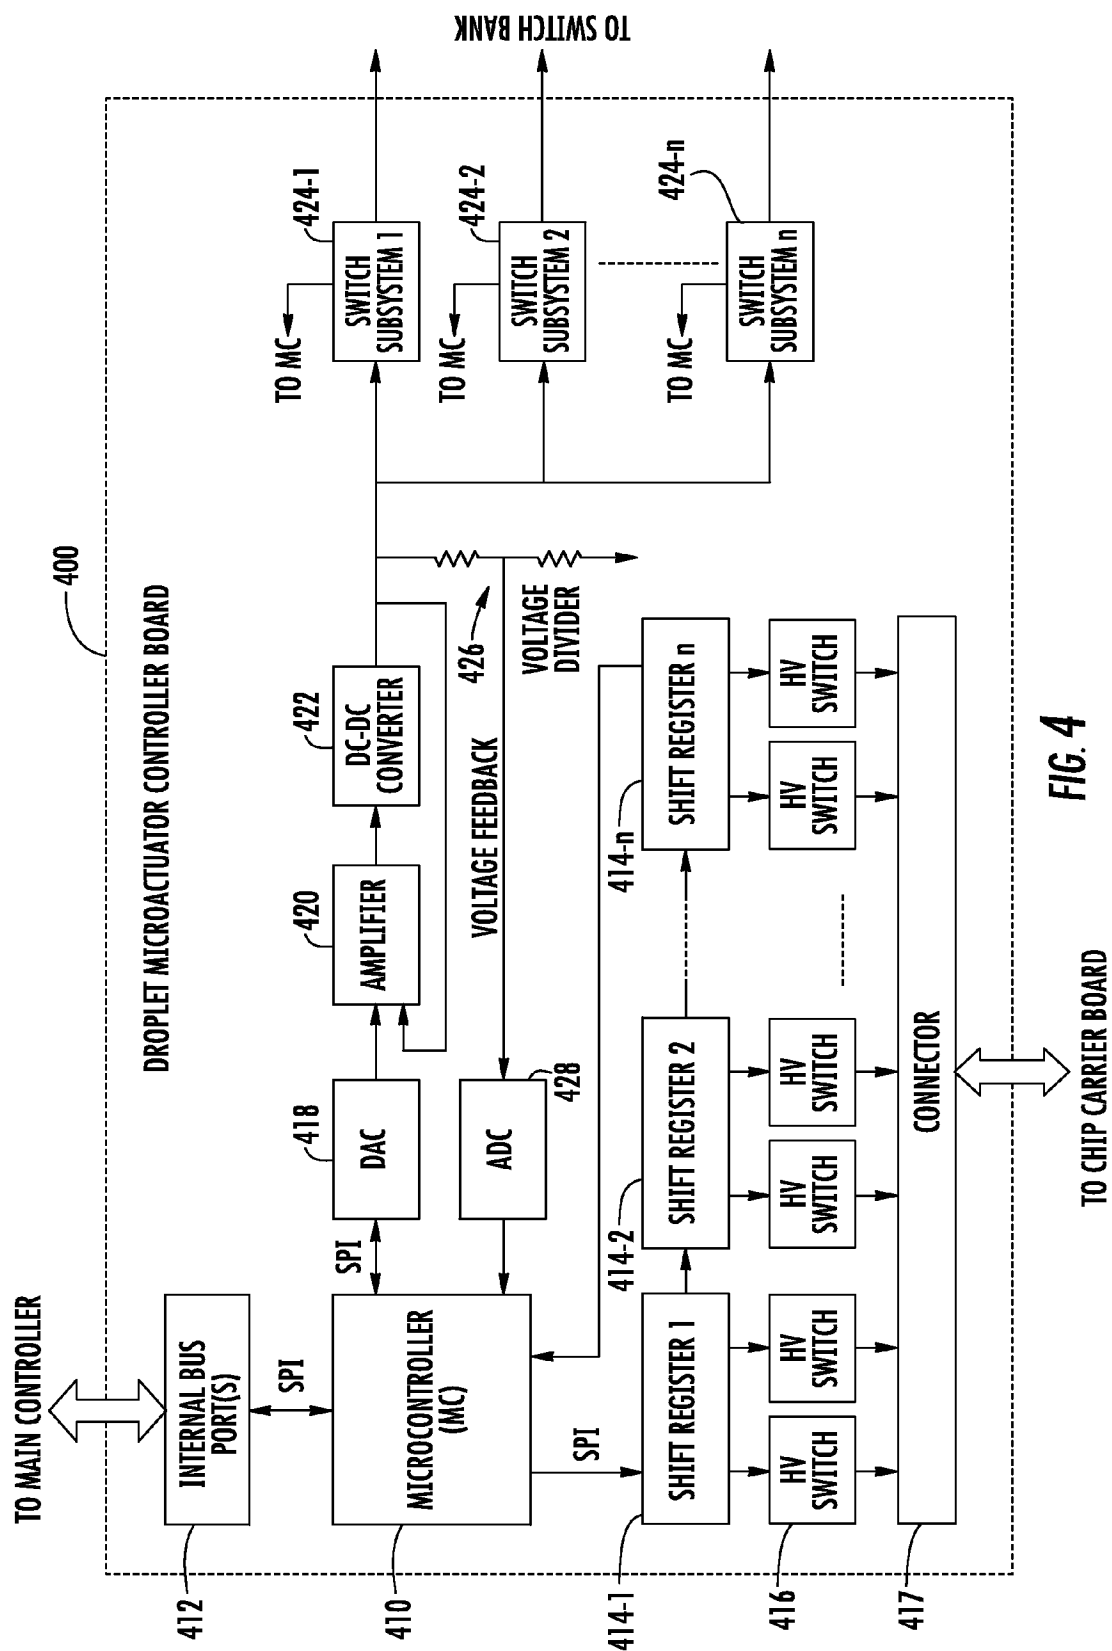 TO MAIN CONTROLLER
400
DROPLET MICROACTUATOR CONTROLLER BOARD
412
INTERNAL BUS
PORT(S)
SPI
410
MICROCONTROLLER
(MC)
SPI
418
DAC
420
AMPLIFIER
422
DC-DC
CONVERTER
TO MC
424-1
SWITCH
SUBSYSTEM 1
TO MC
424-2
SWITCH
SUBSYSTEM 2
TO MC
424-n
SWITCH
SUBSYSTEM n
TO SWITCH BANK
428
ADC
VOLTAGE FEEDBACK
426
VOLTAGE
DIVIDER
SPI
414-1
SHIFT REGISTER 1
414-2
SHIFT REGISTER 2
414-n
SHIFT REGISTER n
416
HV
SWITCH
HV
SWITCH
HV
SWITCH
HV
SWITCH
HV
SWITCH
HV
SWITCH
417
CONNECTOR
TO CHIP CARRIER BOARD
FIG. 4